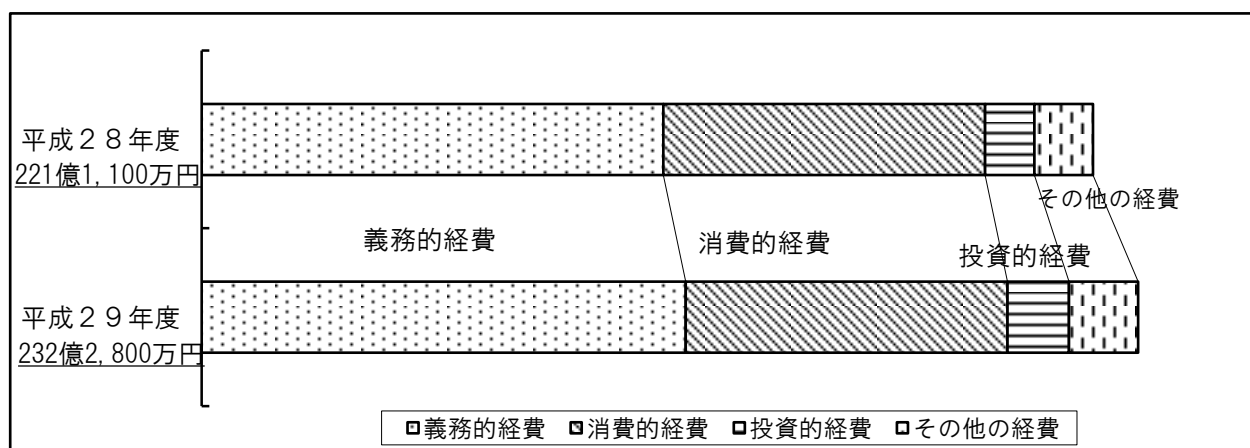 平成２８年度
221億1,100万円
その他の経費
義務的経費
消費的経費
投資的経費
平成２９年度
232億2,800万円
義務的経費 消費的経費 投資的経費 その他の経費